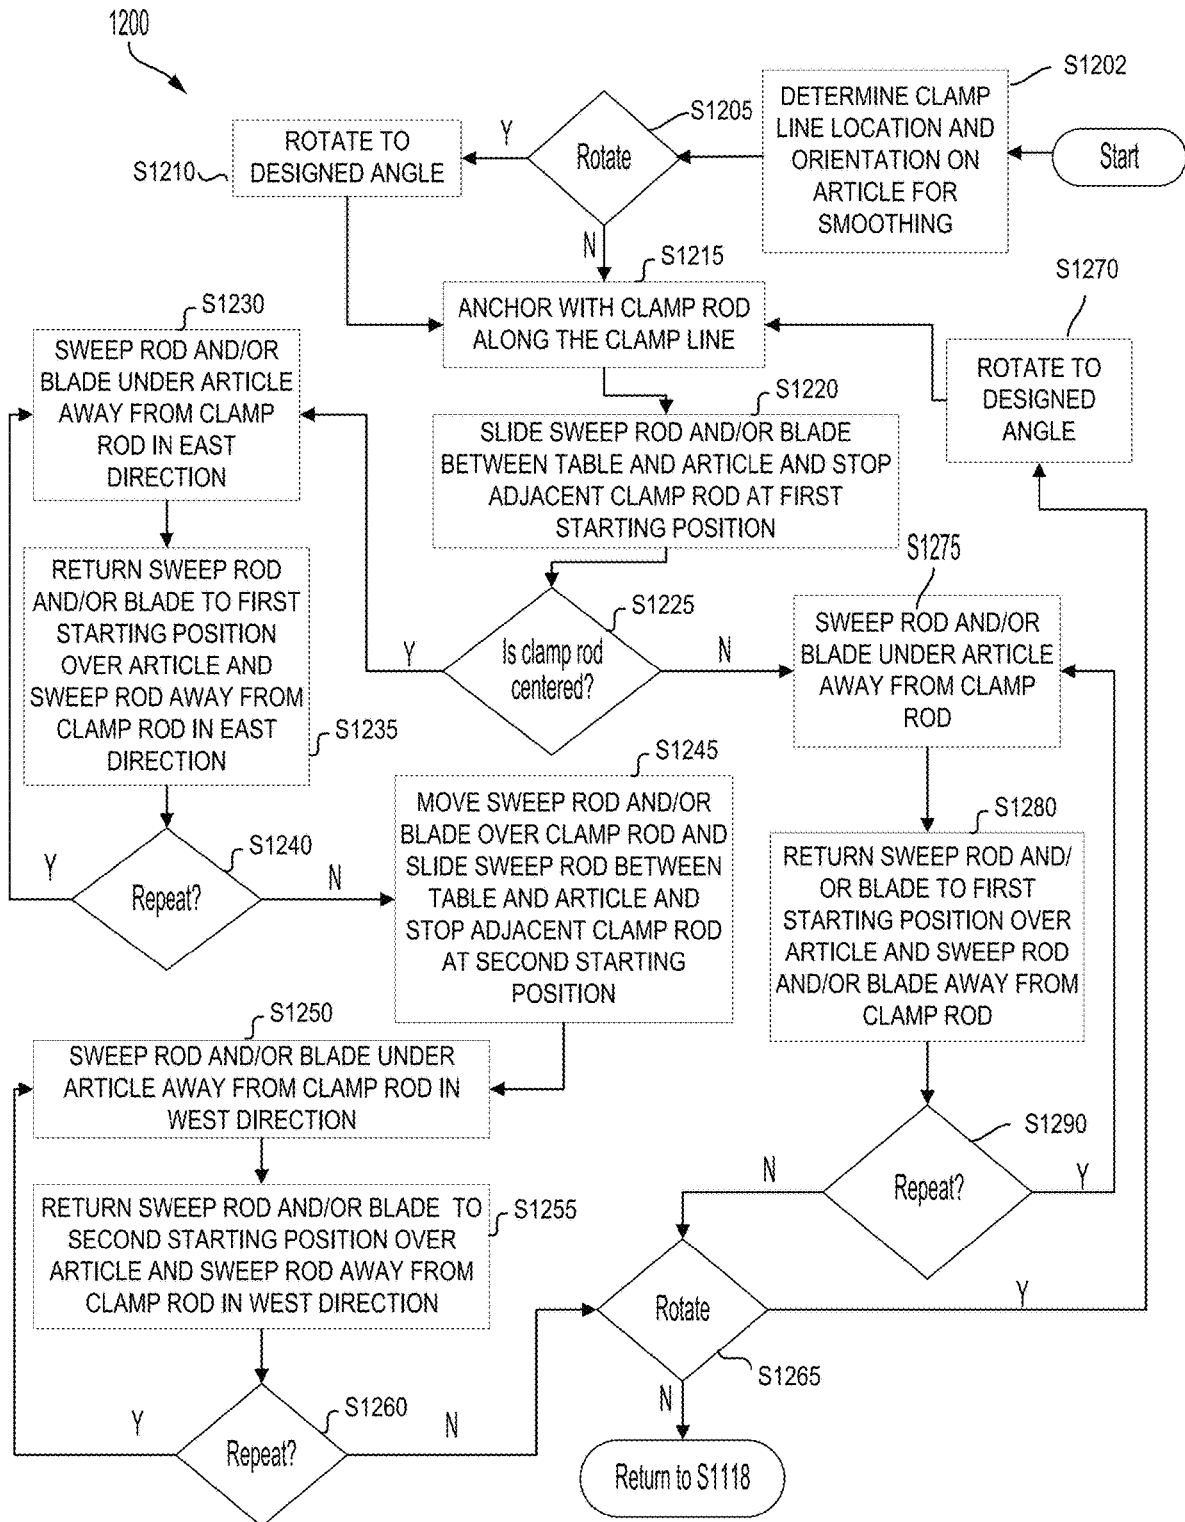 1200
Start
S1202
DETERMINE CLAMP
LINE LOCATION AND
ORIENTATION ON
ARTICLE FOR
SMOOTHING
S1205
Rotate
Y
N
S1210
ROTATE TO
DESIGNED ANGLE
S1215
ANCHOR WITH CLAMP ROD
ALONG THE CLAMP LINE
S1270
ROTATE TO
DESIGNED
ANGLE
S1220
SLIDE SWEEP ROD AND/OR BLADE
BETWEEN TABLE AND ARTICLE AND STOP
ADJACENT CLAMP ROD AT FIRST
STARTING POSITION
S1225
Is clamp rod
centered?
Y
N
S1230
SWEEP ROD AND/OR
BLADE UNDER ARTICLE
AWAY FROM CLAMP
ROD IN EAST
DIRECTION
RETURN SWEEP ROD
AND/OR BLADE TO FIRST
STARTING POSITION
OVER ARTICLE AND
SWEEP ROD AWAY FROM
CLAMP ROD IN EAST
DIRECTION
S1235
S1240
Repeat?
Y
N
S1245
MOVE SWEEP ROD AND/OR
BLADE OVER CLAMP ROD AND
SLIDE SWEEP ROD BETWEEN
TABLE AND ARTICLE AND
STOP ADJACENT CLAMP ROD
AT SECOND STARTING
POSITION
S1250
SWEEP ROD AND/OR BLADE UNDER
ARTICLE AWAY FROM CLAMP ROD IN
WEST DIRECTION
S1255
RETURN SWEEP ROD AND/OR BLADE TO
SECOND STARTING POSITION OVER
ARTICLE AND SWEEP ROD AWAY FROM
CLAMP ROD IN WEST DIRECTION
S1260
Repeat?
Y
N
S1275
SWEEP ROD AND/OR
BLADE UNDER ARTICLE
AWAY FROM CLAMP
ROD
S1280
RETURN SWEEP ROD AND/
OR BLADE TO FIRST
STARTING POSITION OVER
ARTICLE AND SWEEP ROD
AND/OR BLADE AWAY FROM
CLAMP ROD
S1290
Repeat?
N
Y
Rotate
Y
S1265
N
Return to S1118